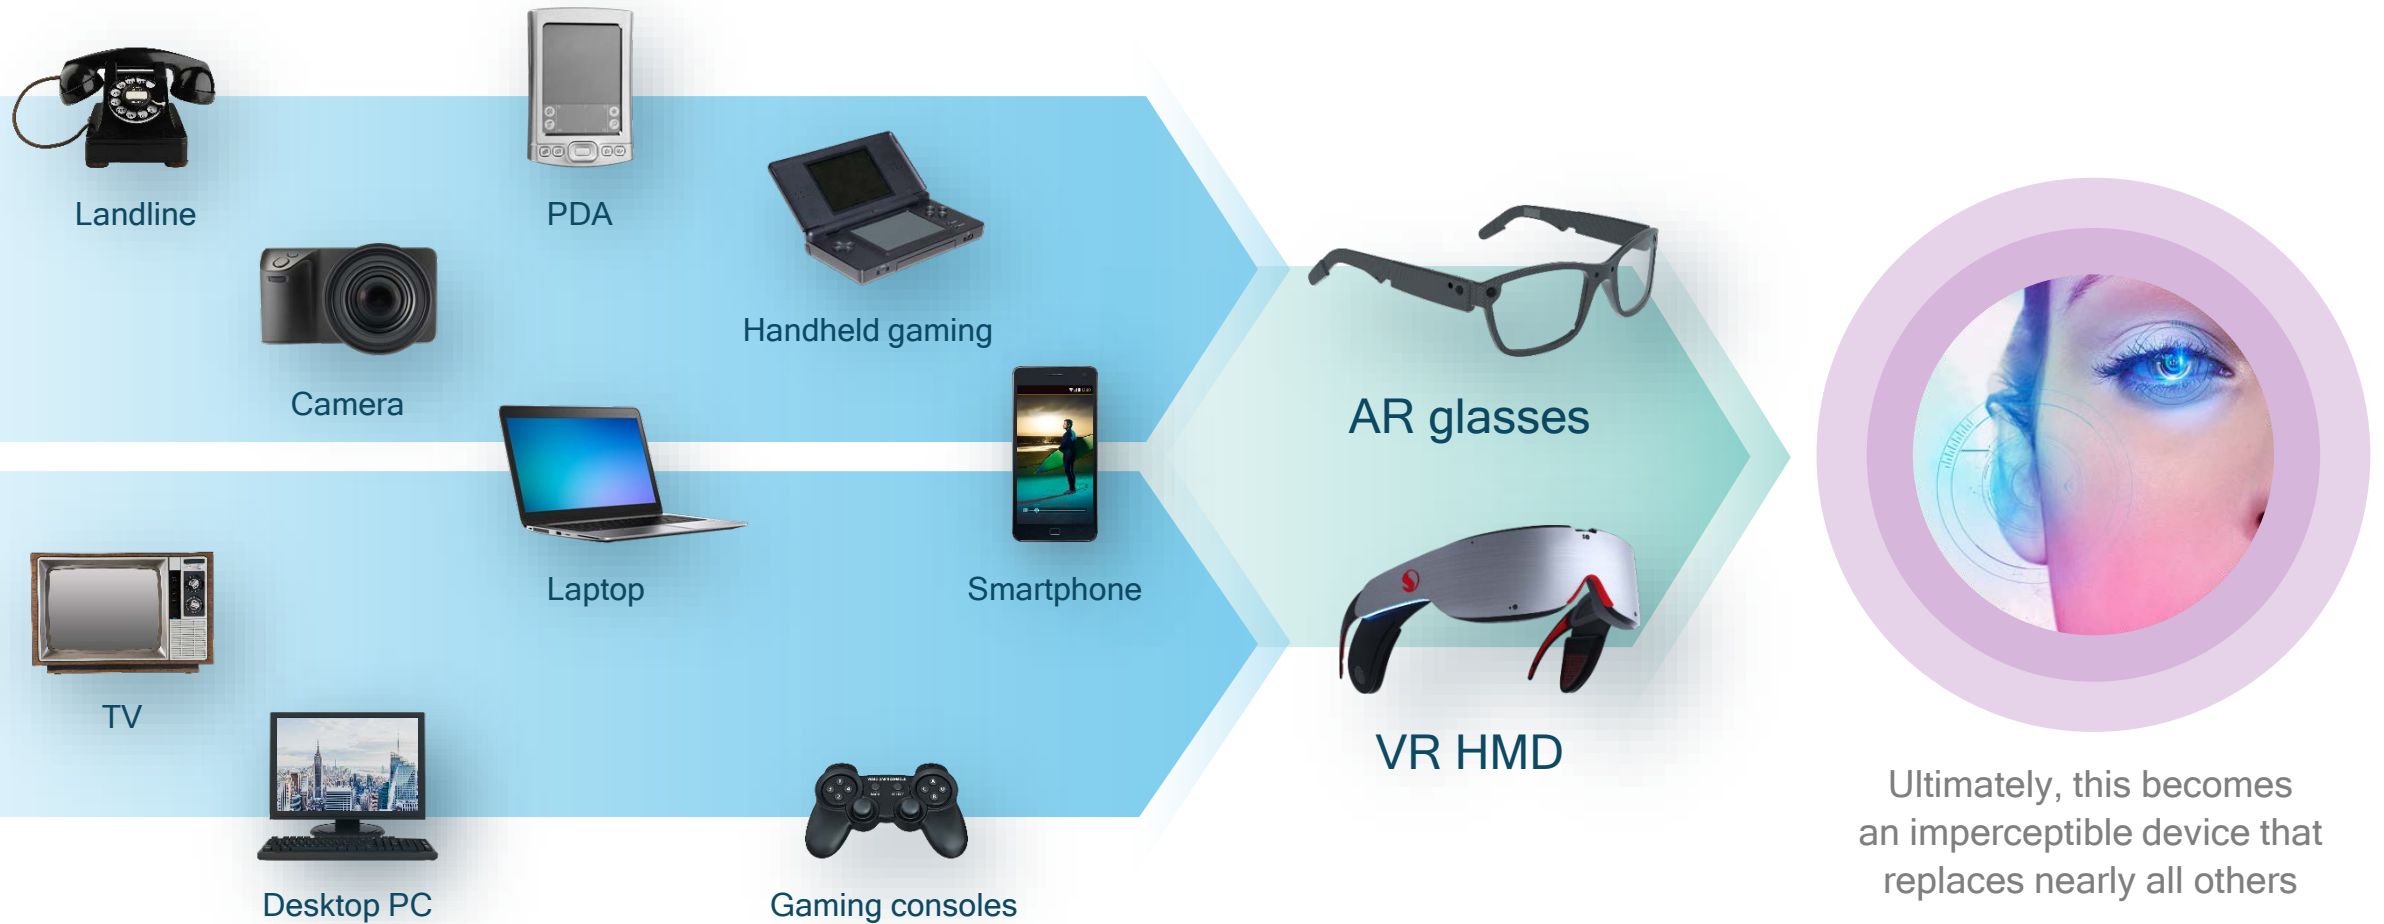 Landline
PDA
Handheld gaming
Camera
Laptop
Smartphone
TV
Desktop PC
Gaming consoles
AR glasses
VR HMD
Ultimately, this becomes
an imperceptible device that
replaces nearly all others